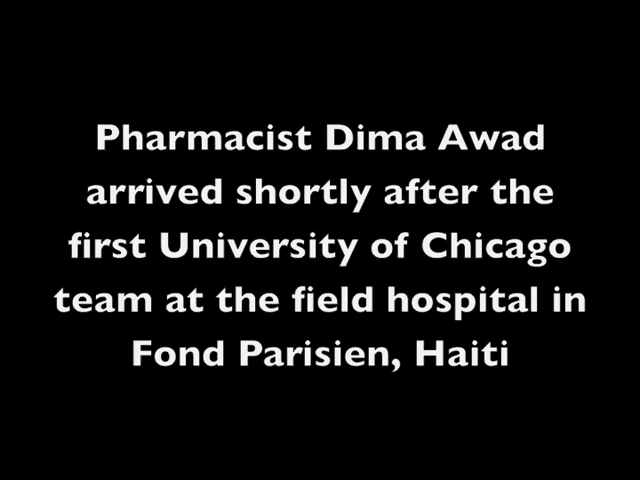 Pharmacist Dima Awad
arrived shortly after the
first University of Chicago
team at the field hospital in
Fond Parisien, Haiti